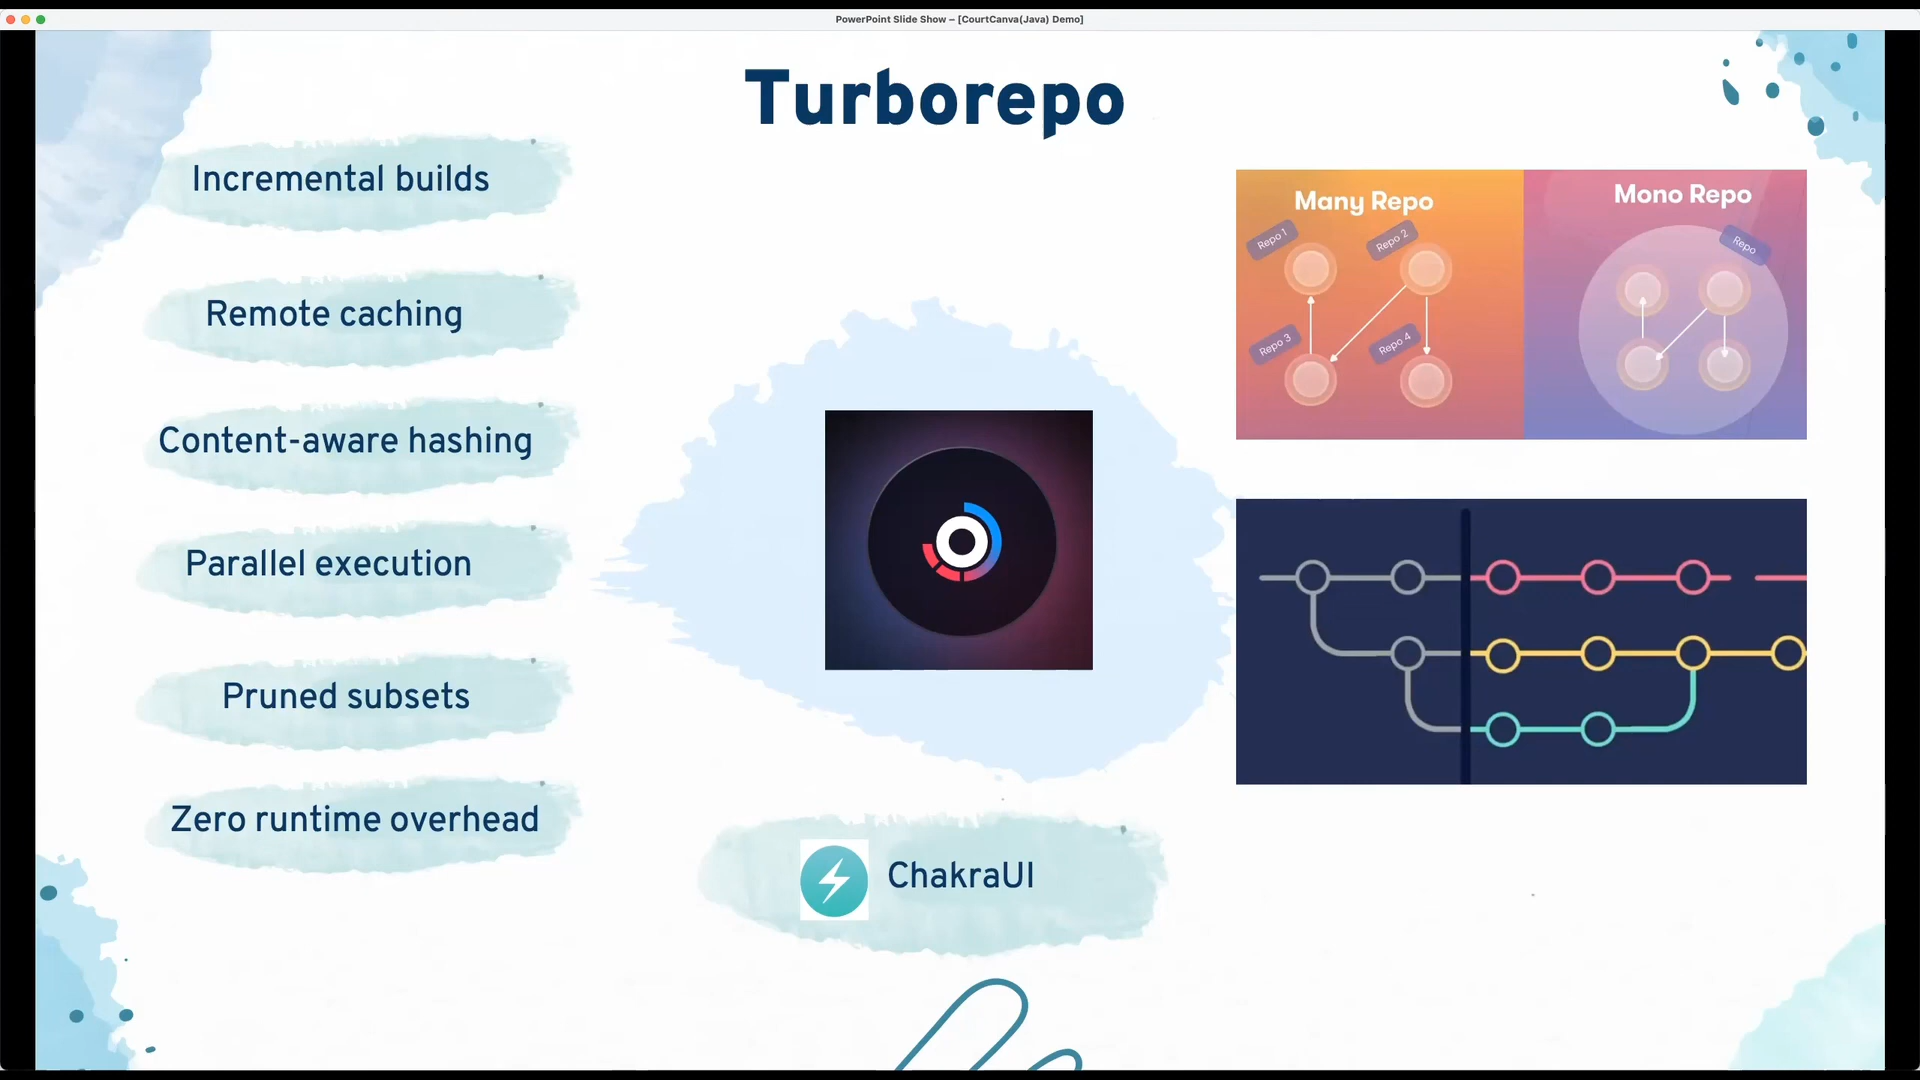 PowerPoint Slide Show – [CourtCanva(Java) Demo]
Turborepo
Incremental builds
Remote caching
Content-aware hashing
Parallel execution
Pruned subsets
Zero runtime overhead
ChakraUI
Many Repo
Repo 1
Repo 2
Repo 3
Repo 4
Mono Repo
Repo